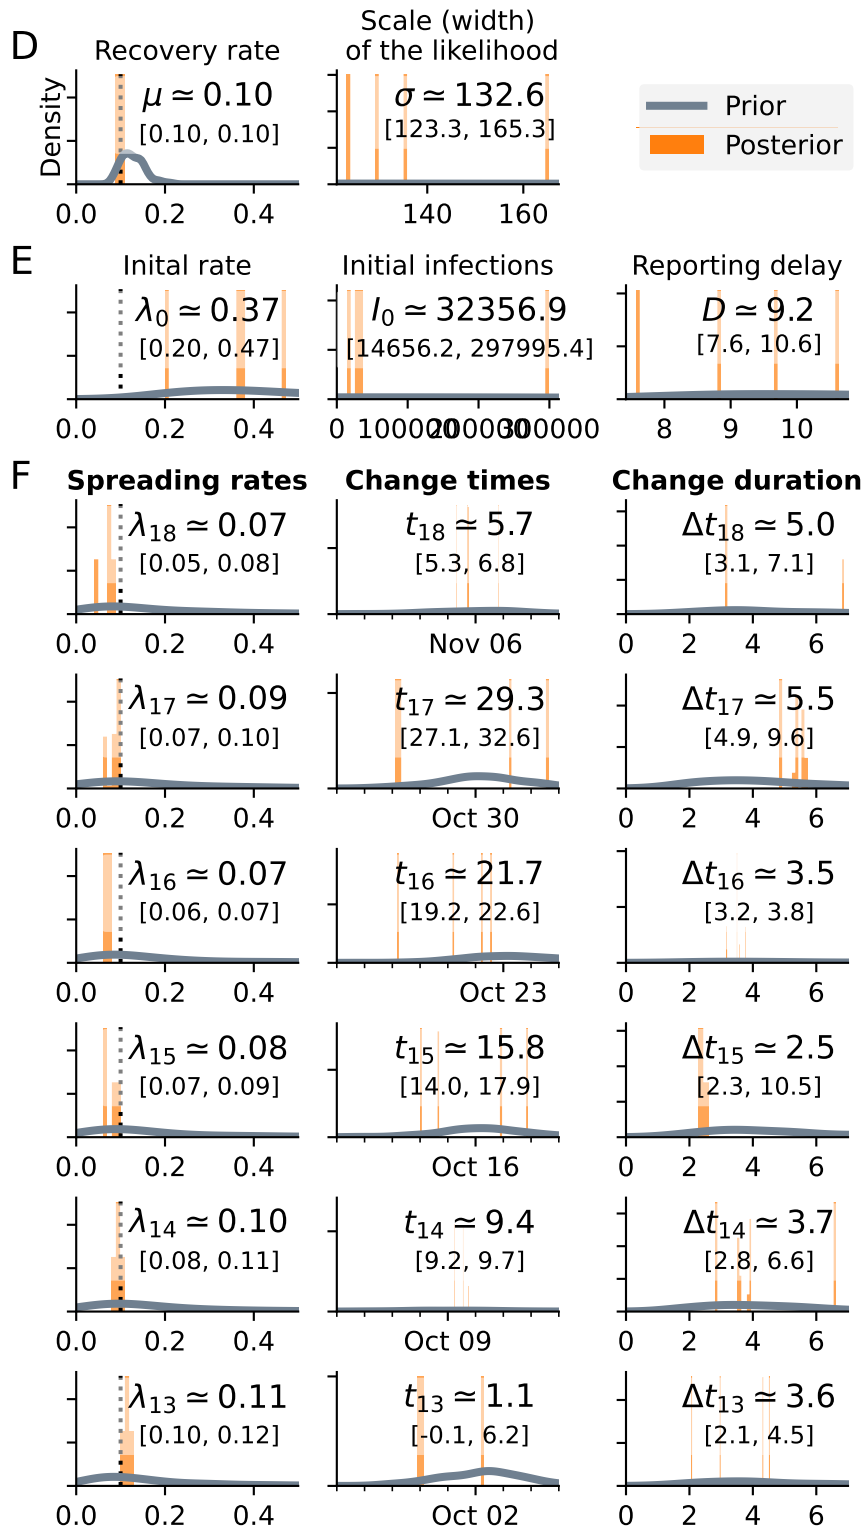 D
Recovery rate
Scale (width)
of the likelihood
Density
μ ≃ 0.10
[0.10, 0.10]
σ ≃ 132.6
[123.3, 165.3]
Prior
Posterior
0.0 0.2 0.4
140 160
E
Inital rate
Initial infections
Reporting delay
λ0 ≃ 0.37
[0.20, 0.47]
I0 ≃ 32356.9
[14656.2, 297995.4]
D ≃ 9.2
[7.6, 10.6]
0.0 0.2 0.4
0 100000 200000 300000
8 9 10
F
Spreading rates
Change times
Change duration
λ18 ≃ 0.07
[0.05, 0.08]
t18 ≃ 5.7
[5.3, 6.8]
Δt18 ≃ 5.0
[3.1, 7.1]
0.0 0.2 0.4
Nov 06
0 2 4 6
λ17 ≃ 0.09
[0.07, 0.10]
t17 ≃ 29.3
[27.1, 32.6]
Δt17 ≃ 5.5
[4.9, 9.6]
0.0 0.2 0.4
Oct 30
0 2 4 6
λ16 ≃ 0.07
[0.06, 0.07]
t16 ≃ 21.7
[19.2, 22.6]
Δt16 ≃ 3.5
[3.2, 3.8]
0.0 0.2 0.4
Oct 23
0 2 4 6
λ15 ≃ 0.08
[0.07, 0.09]
t15 ≃ 15.8
[14.0, 17.9]
Δt15 ≃ 2.5
[2.3, 10.5]
0.0 0.2 0.4
Oct 16
0 2 4 6
λ14 ≃ 0.10
[0.08, 0.11]
t14 ≃ 9.4
[9.2, 9.7]
Δt14 ≃ 3.7
[2.8, 6.6]
0.0 0.2 0.4
Oct 09
0 2 4 6
λ13 ≃ 0.11
[0.10, 0.12]
t13 ≃ 1.1
[-0.1, 6.2]
Δt13 ≃ 3.6
[2.1, 4.5]
0.0 0.2 0.4
Oct 02
0 2 4 6